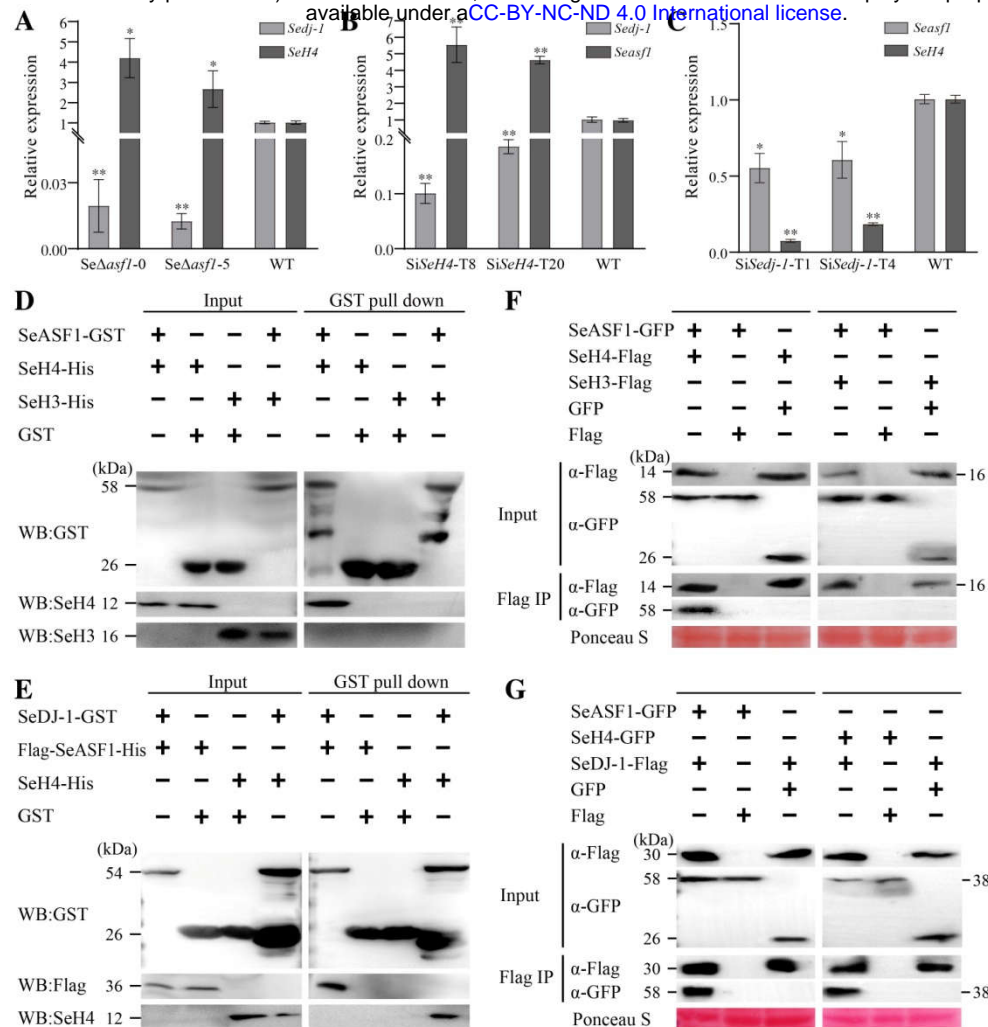 available under aCC-BY-NC-ND 4.0 International license.
A
Relative expression
6
5
4
3
2
1
0.03
0.00
* ** * **
Sedj-1
SeH4
SeΔasf1-0 SeΔasf1-5 WT
B
Relative expression
7
5
4
3
2
1
0.2
0.1
0.0
** ** ** **
Sedj-1
Seasf1
SiSeH4-T8 SiSeH4-T20 WT
C
Relative expression
1.5
1.0
0.5
0.0
* ** * **
Seasf1
SeH4
SiSedj-1-T1 SiSedj-1-T4 WT
D
Input GST pull down
SeASF1-GST + − − + + − − +
SeH4-His + + − − + + − −
SeH3-His − − + + − − + +
GST − + + − − + + −
(kDa)
58
WB:GST
26
WB:SeH4 12
WB:SeH3 16
E
Input GST pull down
SeDJ-1-GST + − − + + − − +
Flag-SeASF1-His + + − − + + − −
SeH4-His − − + + − − + +
GST − + + − − + + −
(kDa)
54
WB:GST
26
WB:Flag 36
WB:SeH4 12
F
SeASF1-GFP + + − + + −
SeH4-Flag + − + − − −
SeH3-Flag − − − + − +
GFP − − + − − +
Flag − + − − + −
(kDa)
Input
α-Flag 14 16
58
α-GFP
26
Flag IP
α-Flag 14 16
α-GFP 58
Ponceau S
G
SeASF1-GFP + + − − − −
SeH4-GFP − − − + + −
SeDJ-1-Flag + − + + − +
GFP − − + − − +
Flag − + − − + −
(kDa)
Input
α-Flag 30
58 38
α-GFP
26
Flag IP
α-Flag 30
α-GFP 58 38
Ponceau S